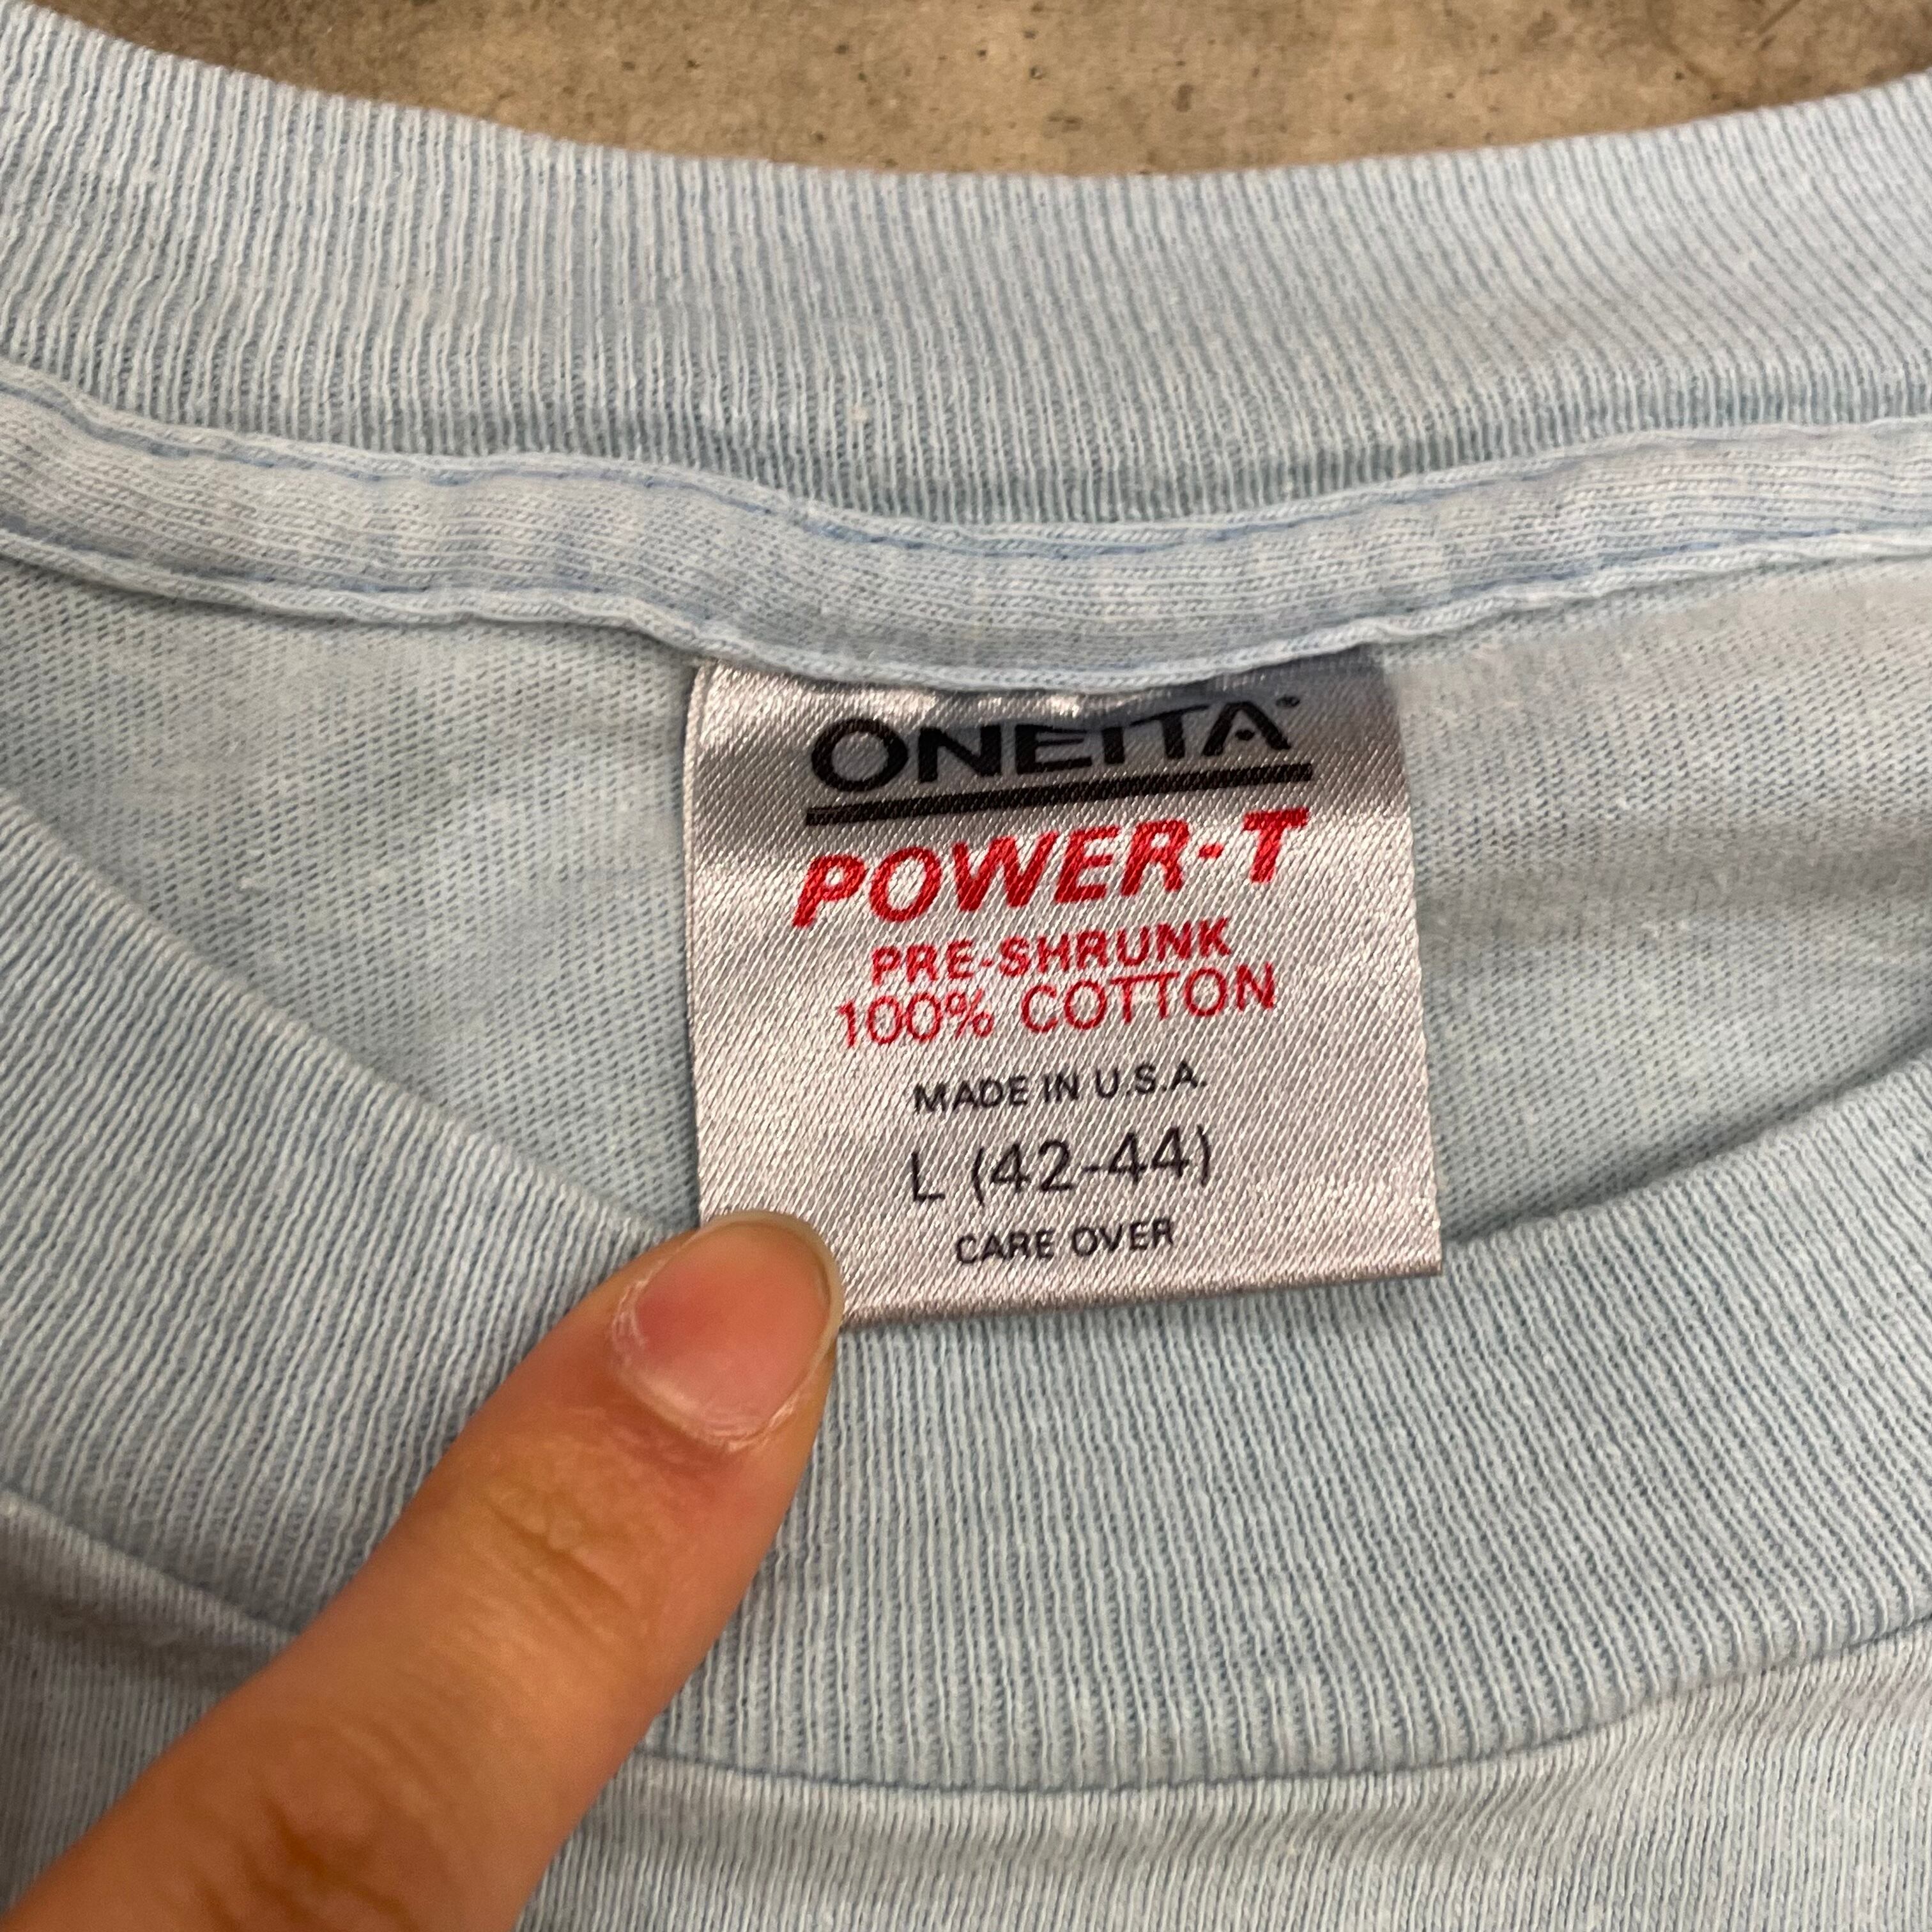 ONEITA
POWER-T
PRE-SHRUNK
100% COTTON
MADE IN U.S.A.
L (42-44)
CARE OVER